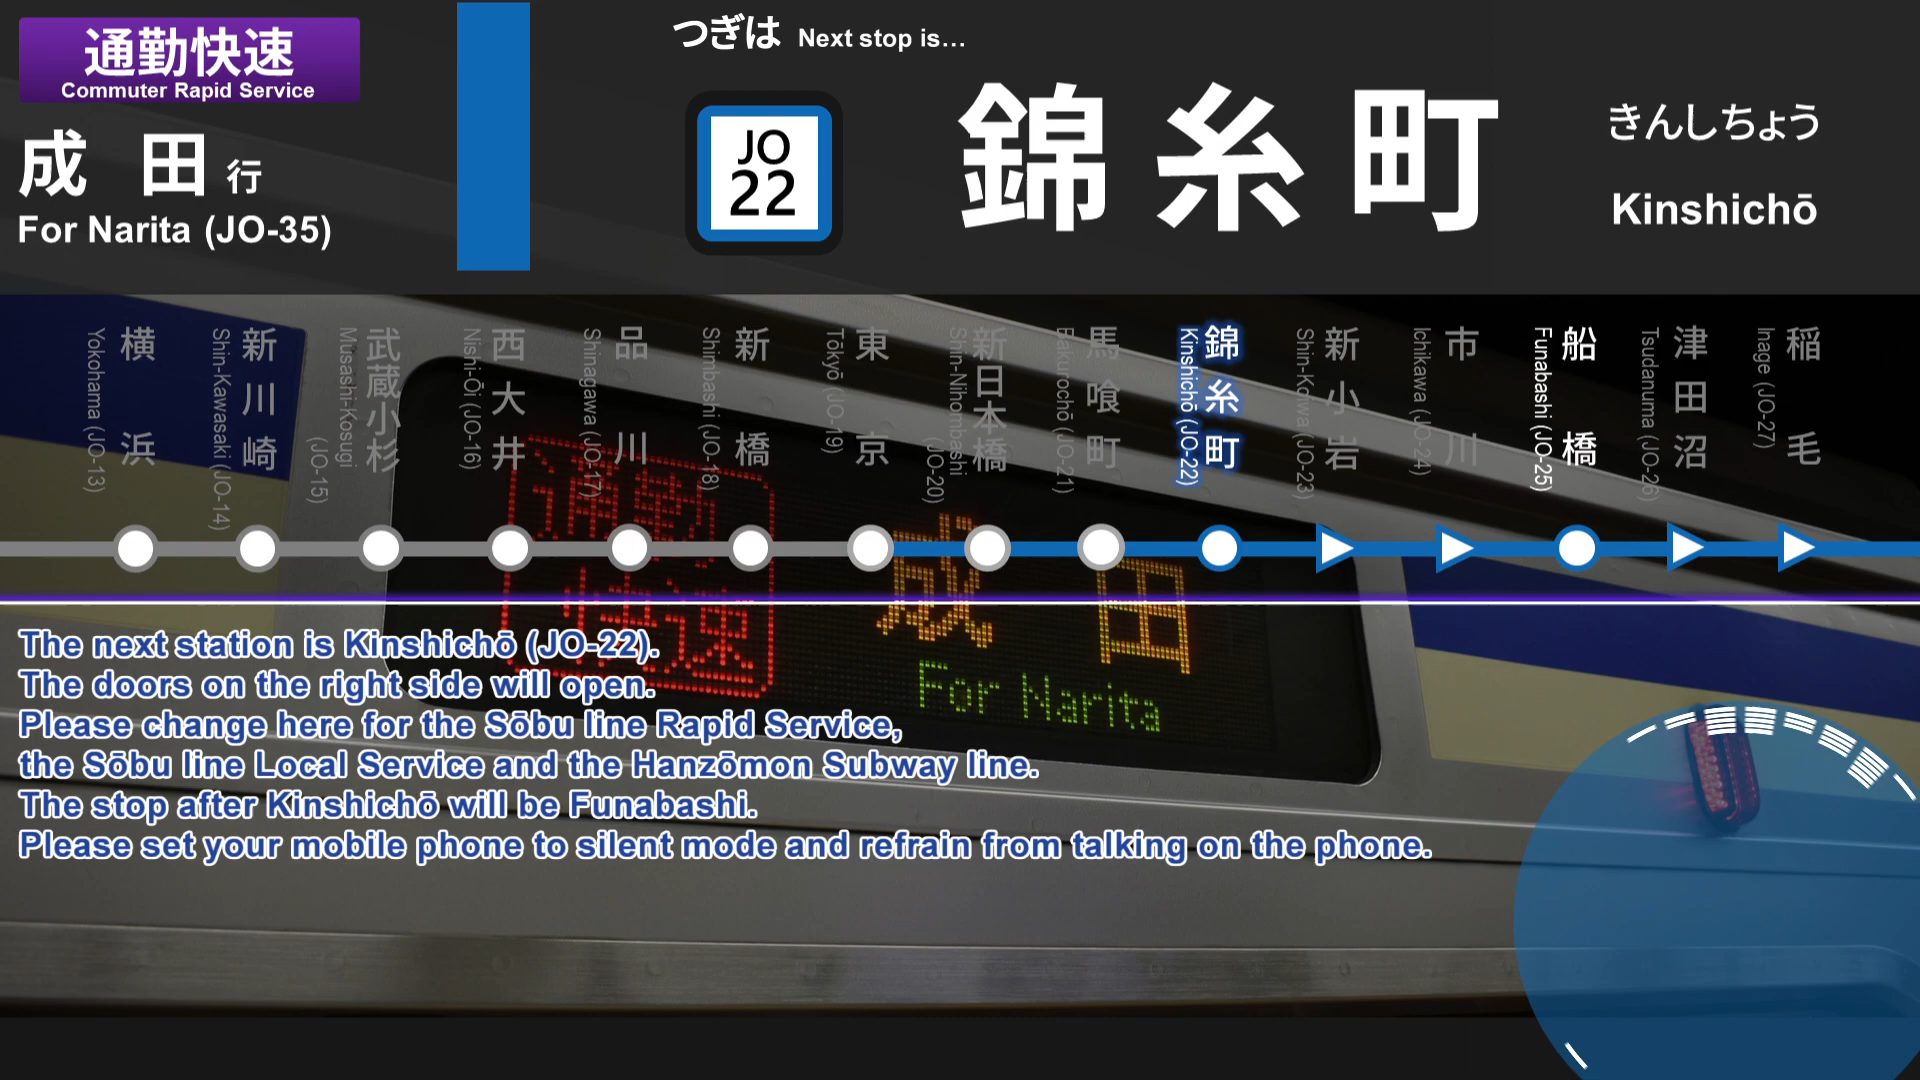 通勤快速
Commuter Rapid Service
成田行
For Narita (JO-35)
つぎは Next stop is...
JO
22
錦糸町
きんしちょう
Kinshichō
横浜
Yokohama (JO-13)
新川崎
Shin-Kawasaki (JO-14)
武蔵小杉
Musashi-Kosugi
(JO-15)
西大井
Nishi-Ōi (JO-16)
品川
Shinagawa (JO-17)
新橋
Shimbashi (JO-18)
東京
Tōkyō (JO-19)
新日本橋
Shin-Nihombashi
(JO-20)
馬喰町
Bakurochō (JO-21)
錦糸町
Kinshichō (JO-22)
新小岩
Shin-Koiwa (JO-23)
市川
Ichikawa (JO-24)
船橋
Funabashi (JO-25)
津田沼
Tsudanuma (JO-26)
稲毛
Inage (JO-27)
通勤
快速
成田
For Narita
The next station is Kinshichō (JO-22).
The doors on the right side will open.
Please change here for the Sōbu line Rapid Service,
the Sōbu line Local Service and the Hanzōmon Subway line.
The stop after Kinshichō will be Funabashi.
Please set your mobile phone to silent mode and refrain from talking on the phone.